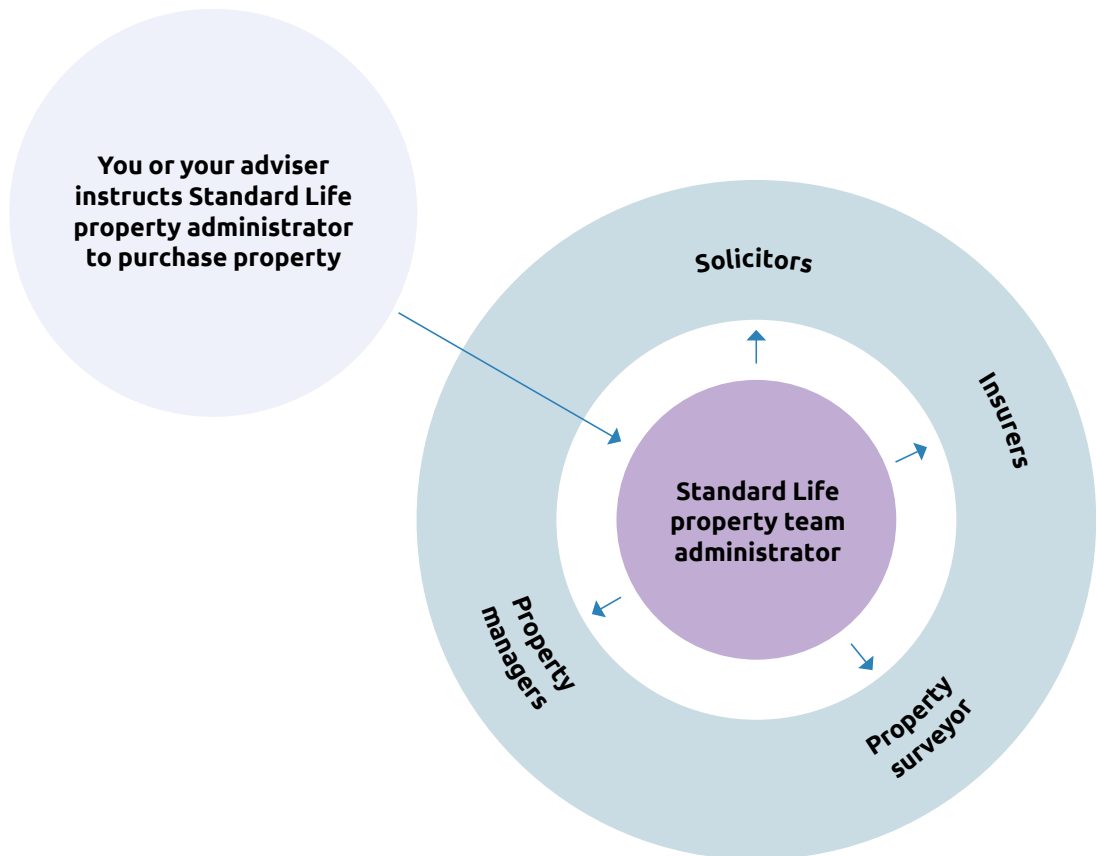 You or your adviser
instructs Standard Life
property administrator
to purchase property
Solicitors
Insurers
Standard Life
property team
administrator
Property
managers
Property
surveyor